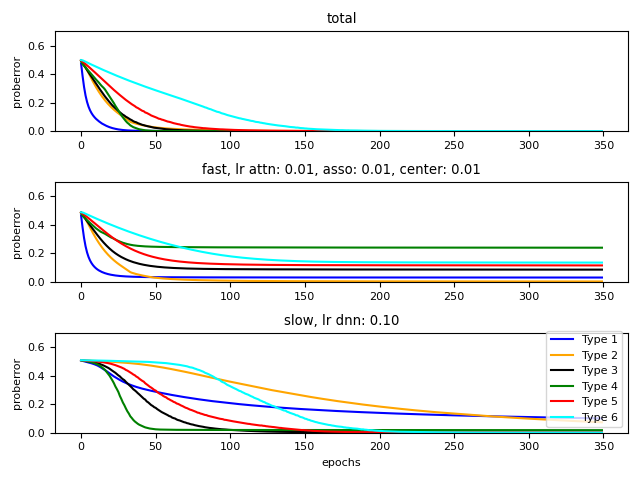 total
0.6
0.4
0.2
0.0
proberror
0 50 100 150 200 250 300 350
fast, lr attn: 0.01, asso: 0.01, center: 0.01
0.6
0.4
0.2
0.0
proberror
0 50 100 150 200 250 300 350
slow, lr dnn: 0.10
0.6
0.4
0.2
0.0
proberror
Type 1
Type 2
Type 3
Type 4
Type 5
Type 6
0 50 100 150 200 250 300 350
epochs